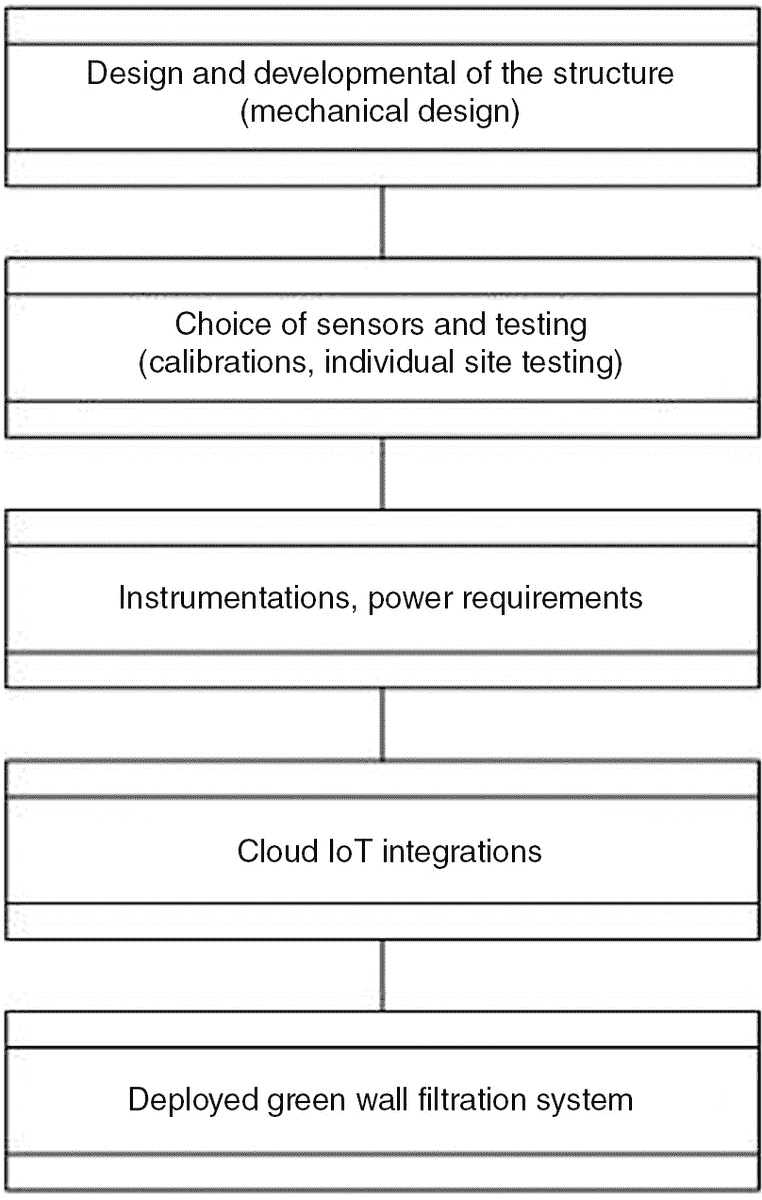 Design and developmental of the structure
(mechanical design)
Choice of sensors and testing
(calibrations, individual site testing)
Instrumentations, power requirements
Cloud IoT integrations
Deployed green wall filtration system